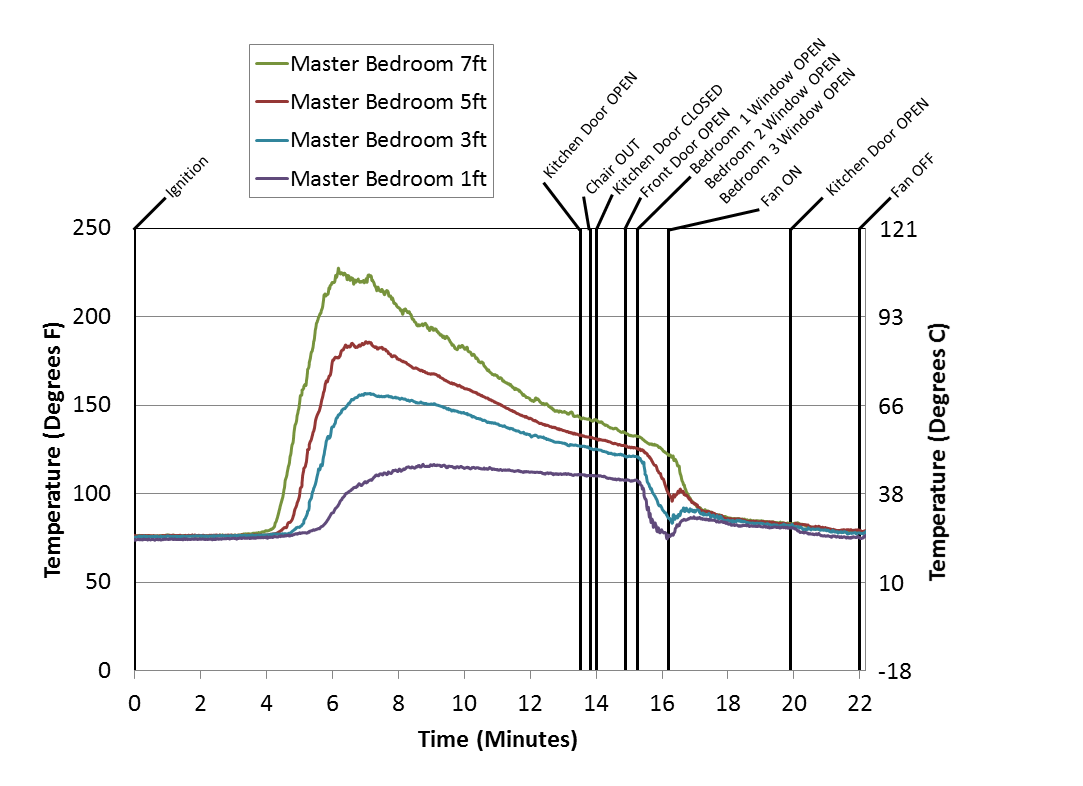 Master Bedroom 7ft
Master Bedroom 5ft
Master Bedroom 3ft
Master Bedroom 1ft
Ignition
Kitchen Door OPEN
Chair OUT
Kitchen Door CLOSED
Front Door OPEN
Bedroom 1 Window OPEN
Bedroom 2 Window OPEN
Bedroom 3 Window OPEN
Fan ON
Kitchen Door OPEN
Fan OFF
Temperature (Degrees F)
250
200
150
100
50
0
121
93
66
38
10
-18
Temperature (Degrees C)
0 2 4 6 8 10 12 14 16 18 20 22
Time (Minutes)